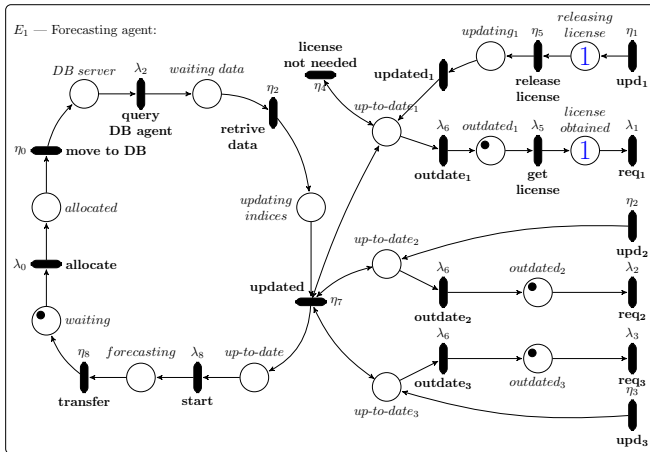 E₁ — Forecasting agent:
DB server
λ₂
waiting data
query
DB agent
η₂
retrive
data
η₀
move to DB
allocated
λ₀
allocate
waiting
η₈
transfer
forecasting
λ₈
start
up-to-date
updating
indices
updated
η₇
license
not needed
η₄
updated₁
up-to-date₁
updating₁
η₅
release
license
releasing
license
1
η₁
upd₁
λ₆
outdate₁
outdated₁
λ₅
get
license
license
obtained
1
λ₁
req₁
up-to-date₂
η₂
upd₂
λ₆
outdate₂
outdated₂
λ₂
req₂
λ₆
outdate₃
outdated₃
λ₃
req₃
up-to-date₃
η₃
upd₃